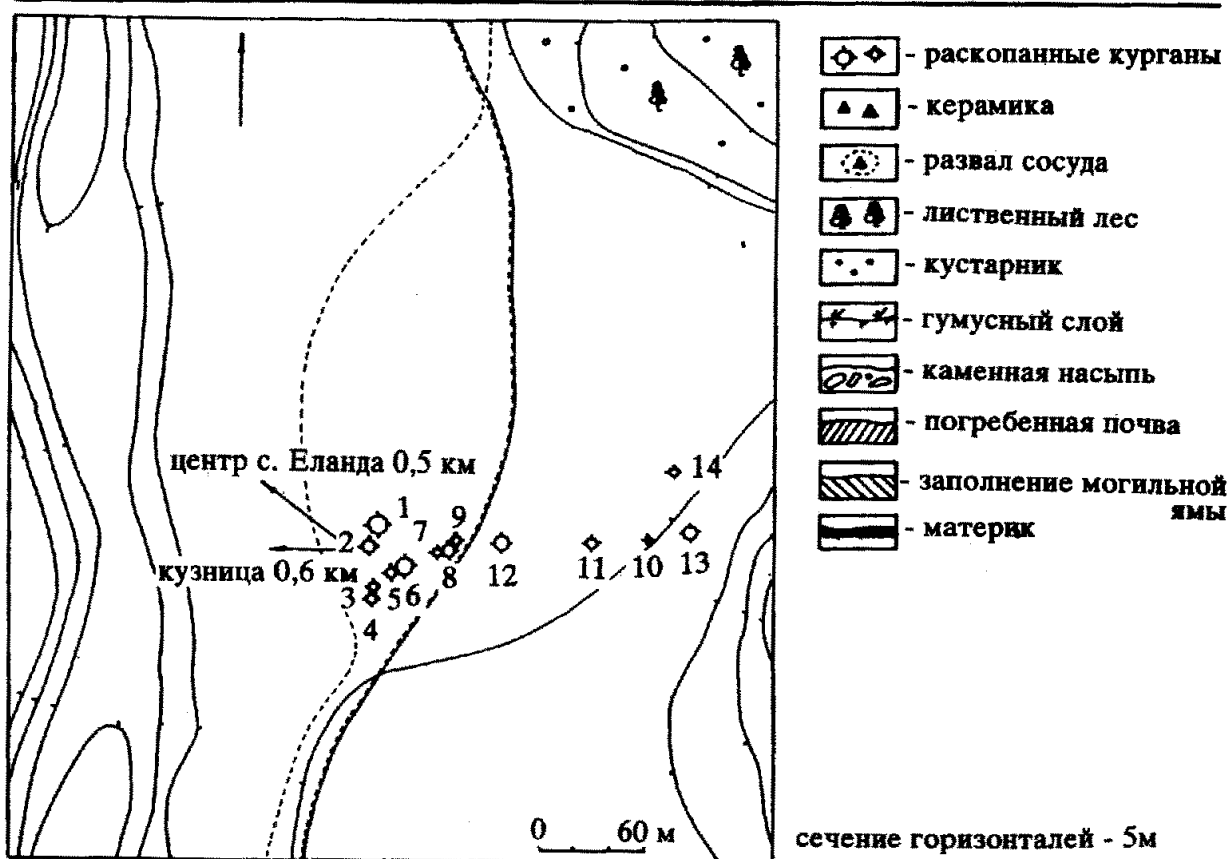 - раскопанные курганы
- керамика
- развал сосуда
- лиственный лес
- кустарник
- гумусный слой
- каменная насыпь
- погребенная почва
- заполнение могильной
ямы
- материк
центр с. Еланда 0,5 км
кузница 0,6 км
1
2
3
4
5
6
7
8
9
10
11
12
13
14
0 60 м
сечение горизонталей - 5м